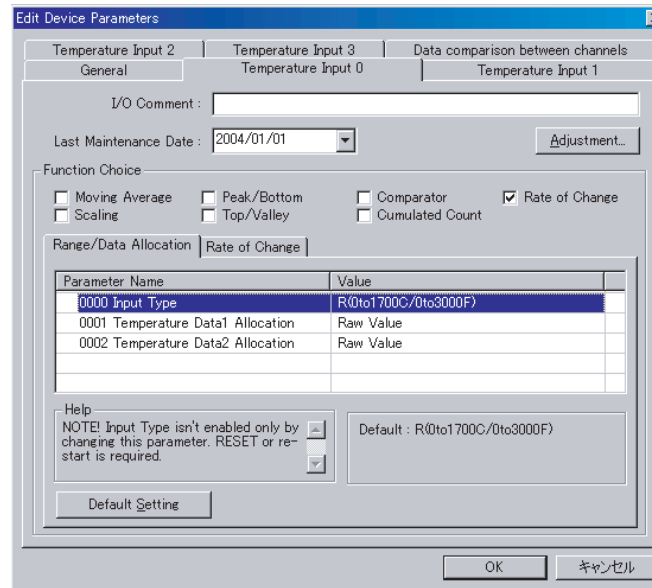 Edit Device Parameters
Temperature Input 2 Temperature Input 3 Data comparison between channels
General Temperature Input 0 Temperature Input 1
I/O Comment :
Last Maintenance Date : 2004/01/01 Adjustment...
Function Choice
Moving Average Peak/Bottom Comparator Rate of Change
Scaling Top/Valley Cumulated Count
Range/Data Allocation Rate of Change
Parameter Name Value
0000 Input Type R(0to1700C/0to3000F)
0001 Temperature Data1 Allocation Raw Value
0002 Temperature Data2 Allocation Raw Value
Help
NOTE! Input Type isn't enabled only by
changing this parameter. RESET or re-
start is required.
Default : R(0to1700C/0to3000F)
Default Setting
OK キャンセル